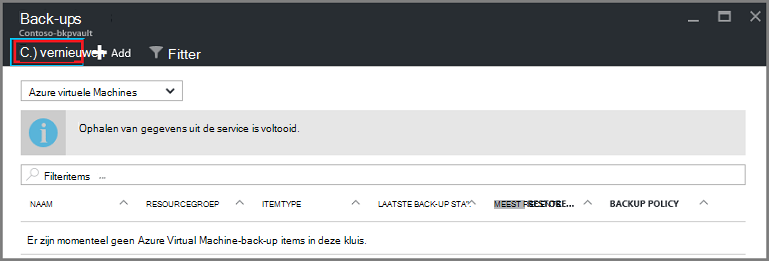 Back-ups
Contoso-bkpvault
C.) vernieuwen Add Fitter
Azure virtuele Machines
Ophalen van gegevens uit de service is voltooid.
Filteritems ...
NAAM RESOURCEGROEP ITEMTYPE LAATSTE BACK-UP STAT. MEEST RESTORE... BACKUP POLICY
Er zijn momenteel geen Azure Virtual Machine-back-up items in deze kluis.